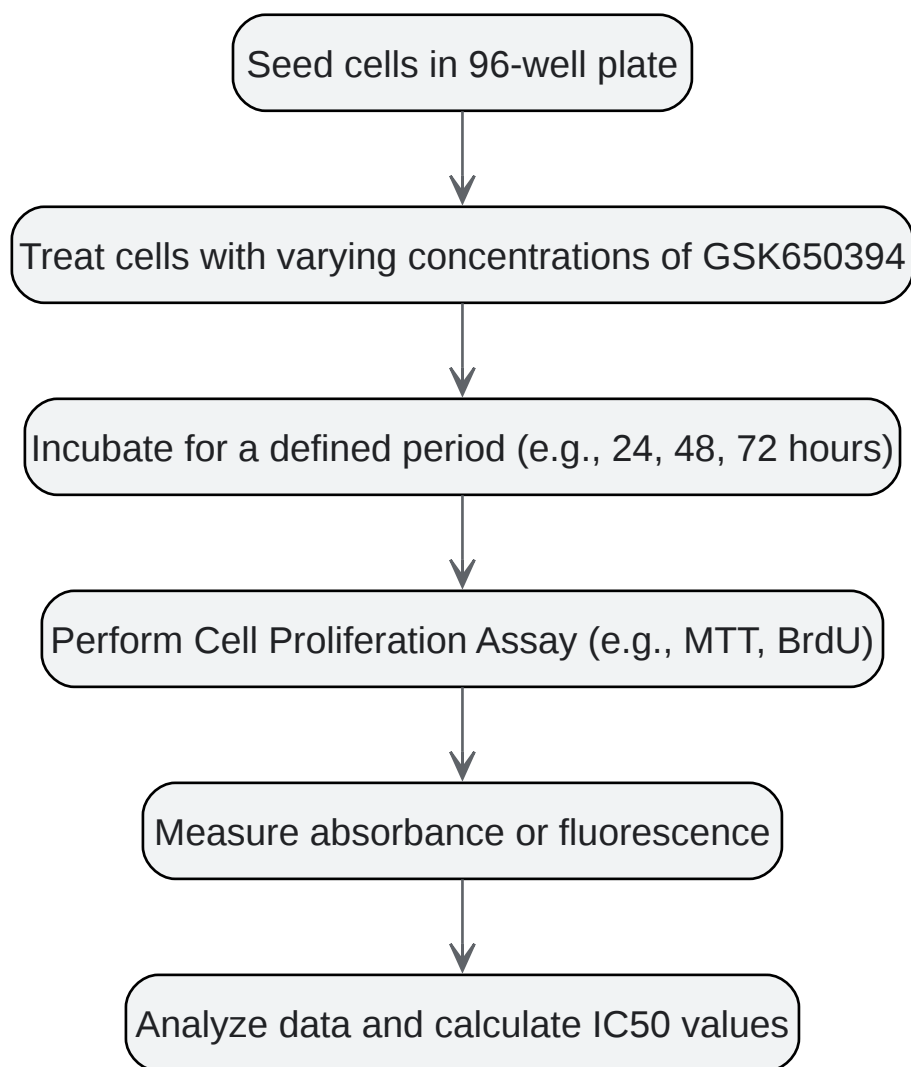 Seed cells in 96-well plate
Treat cells with varying concentrations of GSK650394
Incubate for a defined period (e.g., 24, 48, 72 hours)
Perform Cell Proliferation Assay (e.g., MTT, BrdU)
Measure absorbance or fluorescence
Analyze data and calculate IC50 values